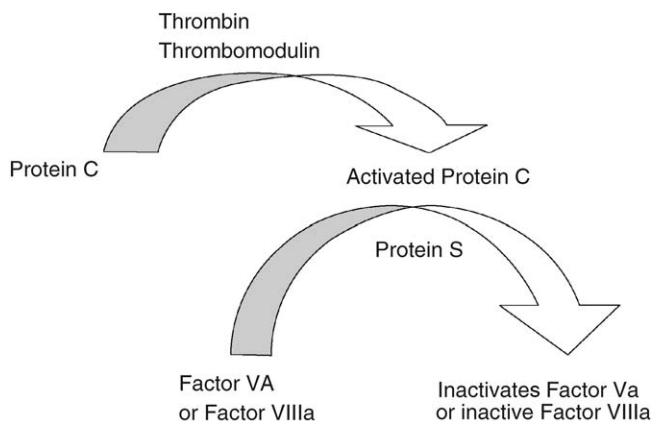 Thrombin
Thrombomodulin
Protein C
Activated Protein C
Protein S
Factor VA
or Factor VIIIa
Inactivates Factor Va
or inactive Factor VIIIa